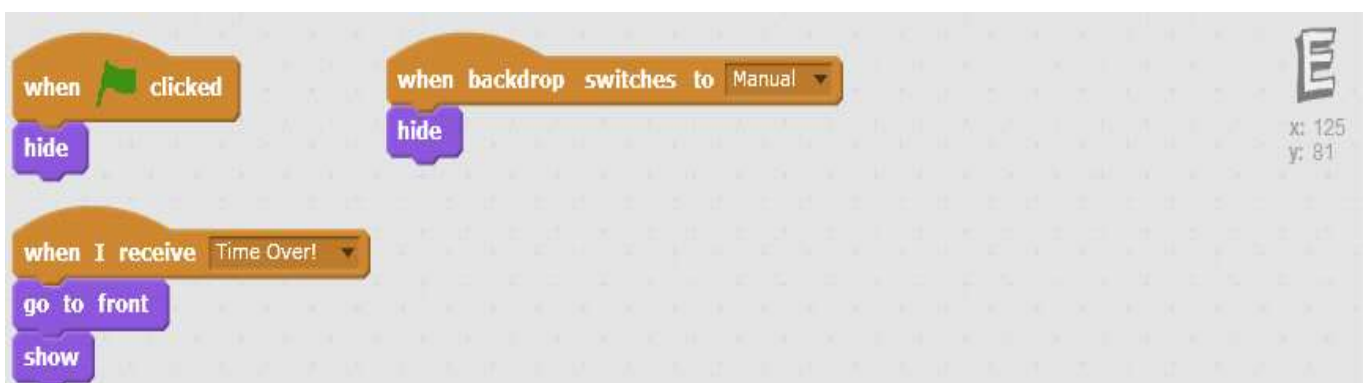 when clicked
hide
when backdrop switches to Manual
hide
E
x: 125
y: 81
when I receive Time Over!
go to front
show